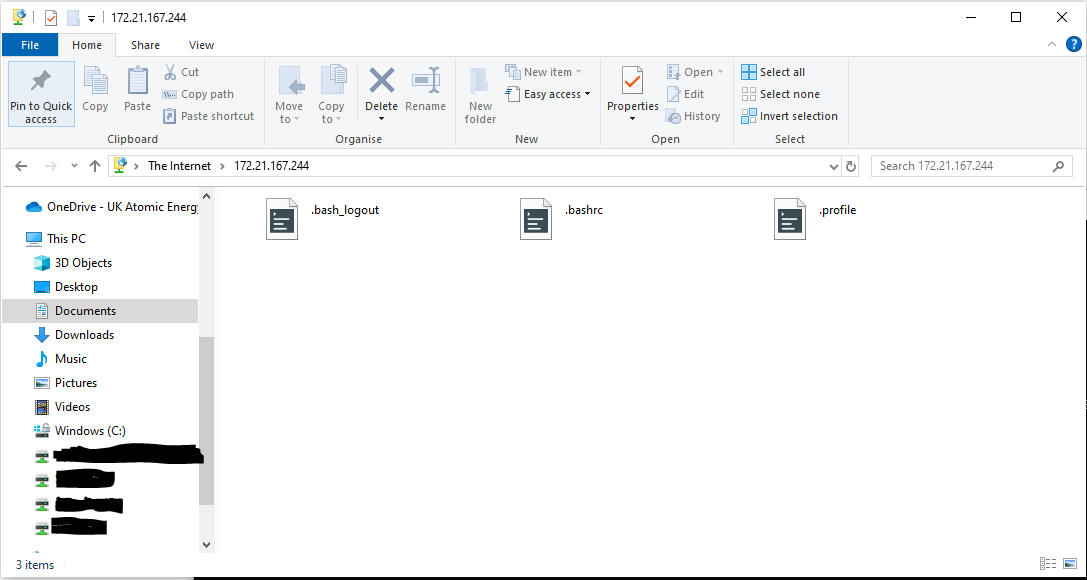 172.21.167.244
File Home Share View
Pin to Quick access
Copy
Paste
Cut
Copy path
Paste shortcut
Clipboard
Move to
Copy to
Delete
Rename
Organise
New folder
New item
Easy access
New
Properties
Open
Edit
History
Open
Select all
Select none
Invert selection
Select
The Internet > 172.21.167.244
Search 172.21.167.244
OneDrive - UK Atomic Energy
This PC
3D Objects
Desktop
Documents
Downloads
Music
Pictures
Videos
Windows (C:)
.bash_logout
.bashrc
.profile
3 items